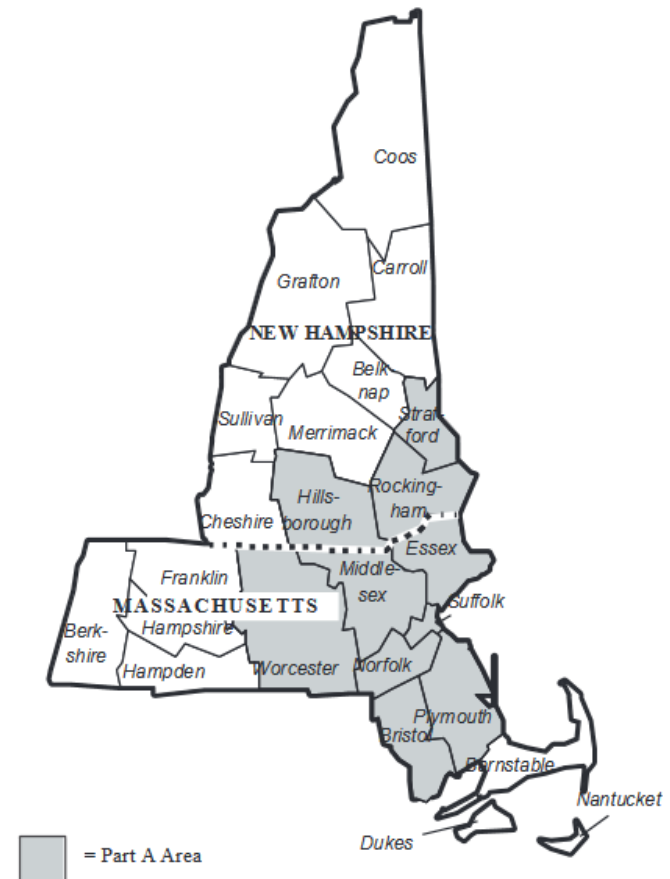 Coos
Carroll
Grafton
NEW HAMPSHIRE
Belk
nap
Sullivan
Straf-
ford
Merrimack
Rocking-
ham
Hills-
borough
Cheshire
Essex
Middle-
sex
Franklin
Suffolk
MASSACHUSETTS
Hampshire
Berk-
shire
Hampden
Worcester
Norfolk
Plymouth
Bristol
Barnstable
Nantucket
Dukes
= Part A Area